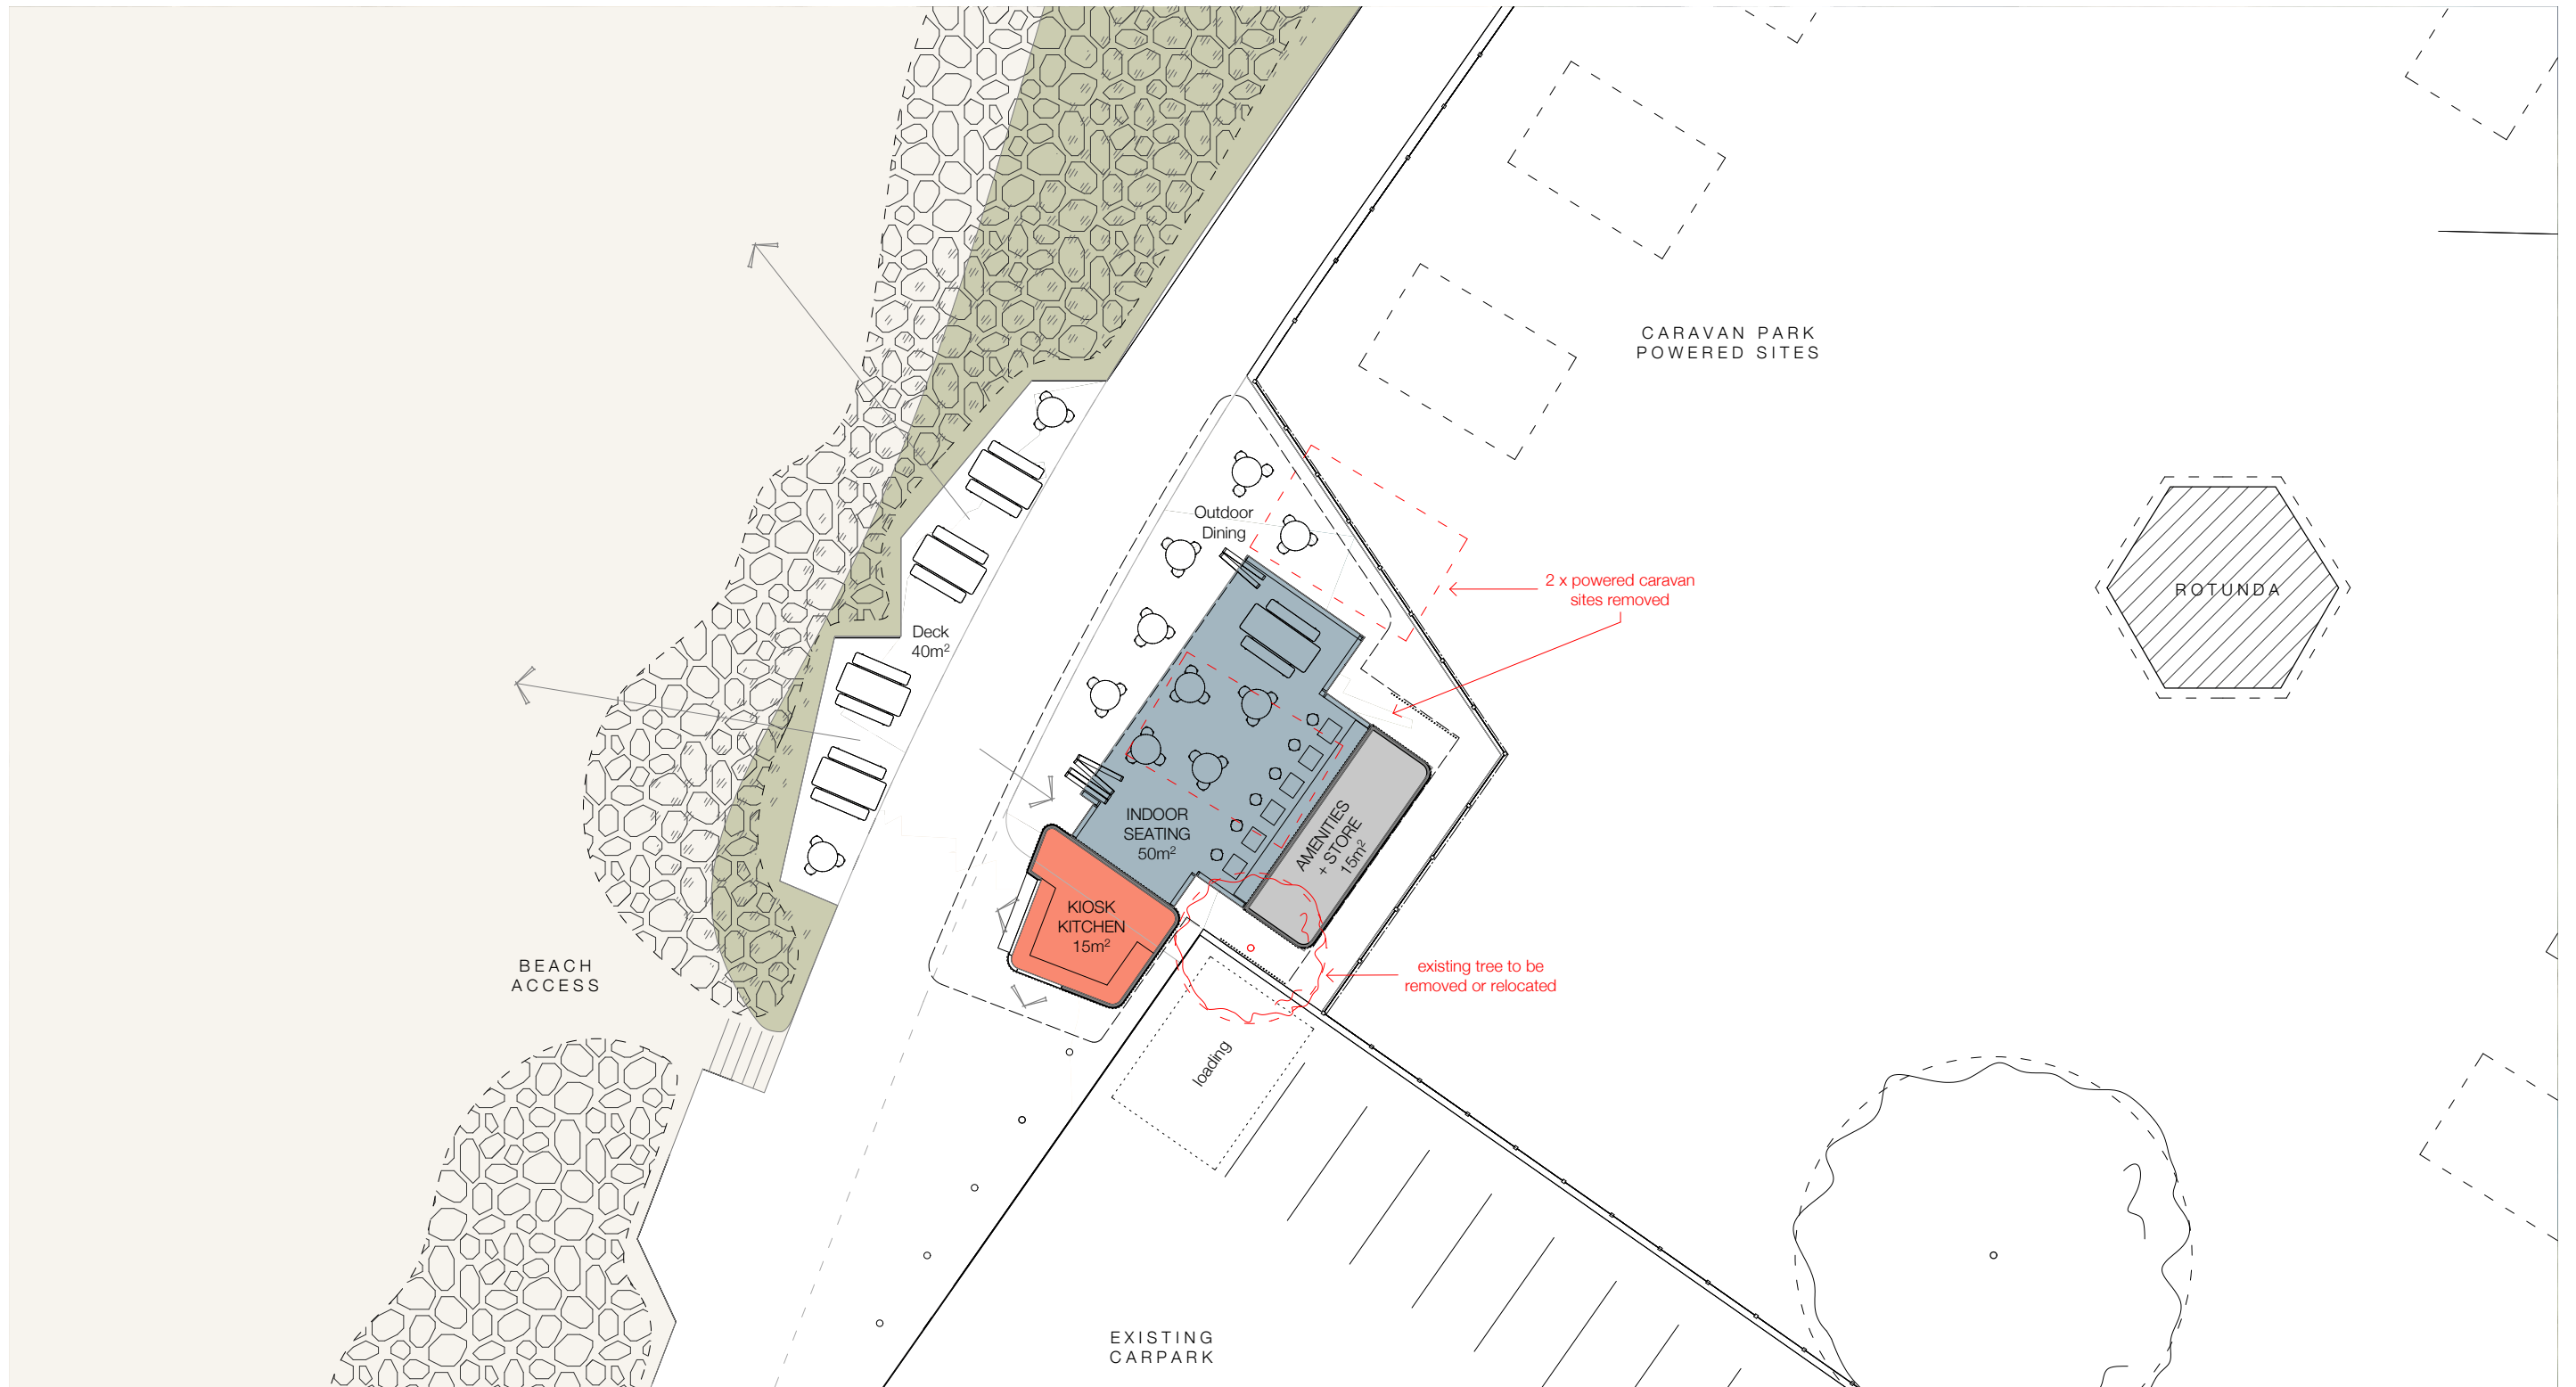 CARAVAN PARK
POWERED SITES
Outdoor
Dining
2 x powered caravan
sites removed
ROTUNDA
Deck
40m²
INDOOR
SEATING
50m²
AMENITIES
+ STORE
15m²
KIOSK
KITCHEN
15m²
BEACH
ACCESS
existing tree to be
removed or relocated
loading
EXISTING
CARPARK